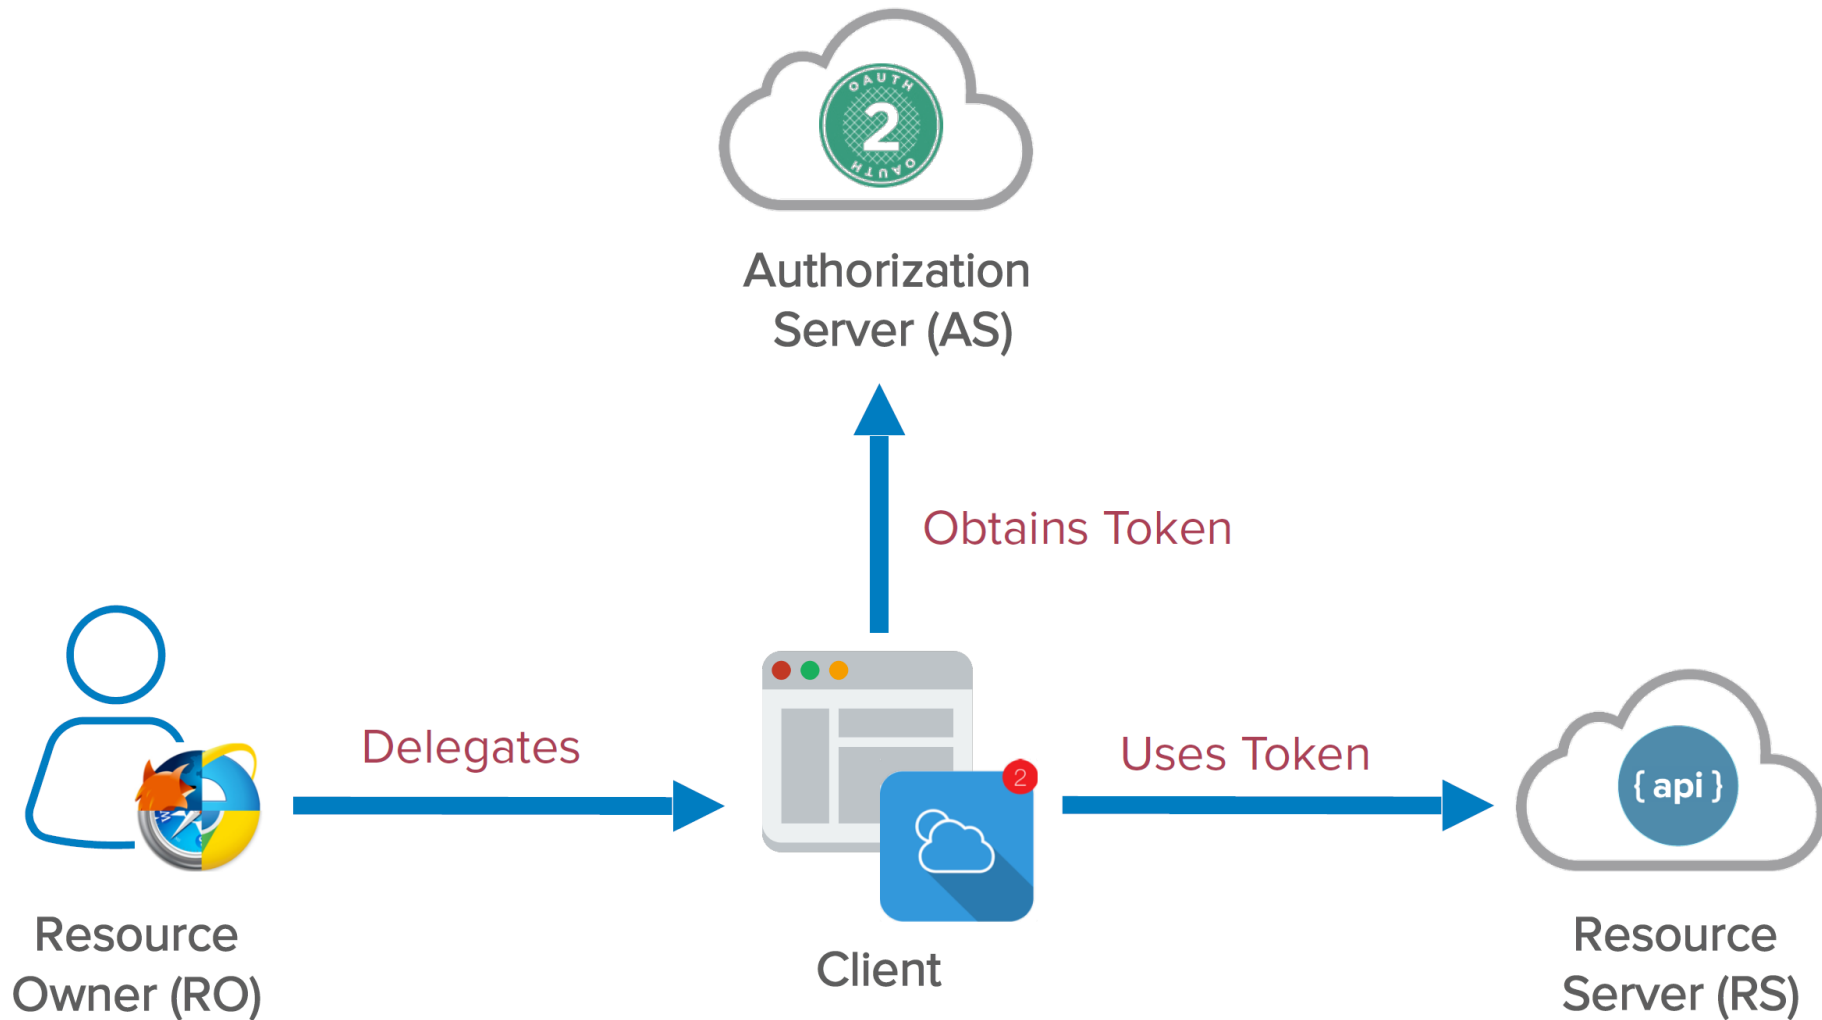 OAUTH
2
OAUTH
Authorization
Server (AS)
Obtains Token
Delegates
Uses Token
2
{ api }
Resource
Owner (RO)
Client
Resource
Server (RS)